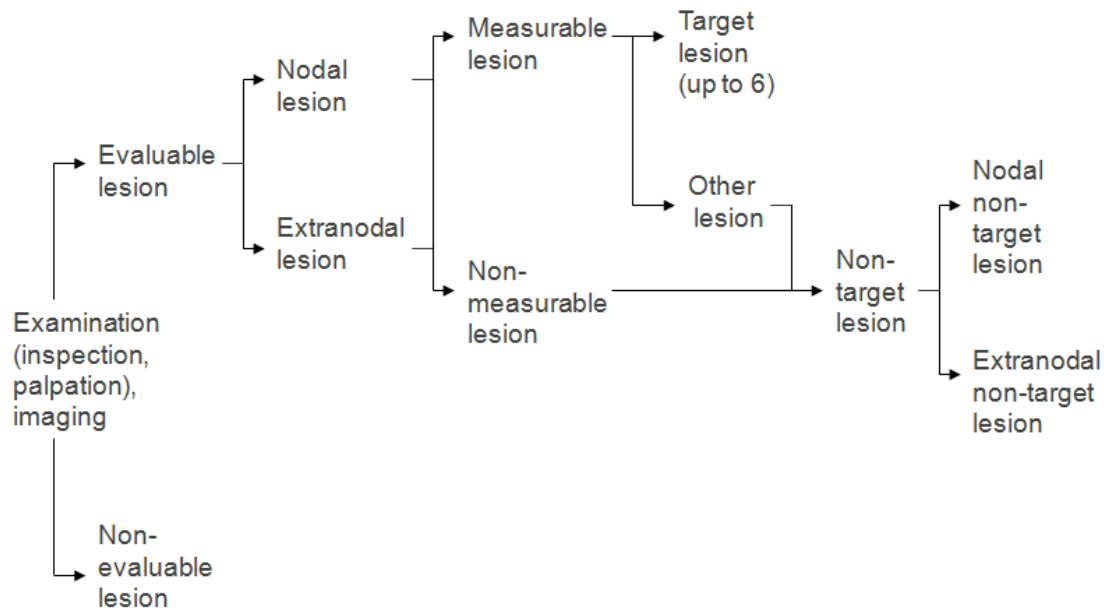 Measurable
lesion
Target
lesion
(up to 6)
Nodal
lesion
Evaluable
lesion
Extranodal
lesion
Other
lesion
Non-
measurable
lesion
Non-
target
lesion
Nodal
non-
target
lesion
Extranodal
non-target
lesion
Examination
(inspection,
palpation),
imaging
Non-
evaluable
lesion